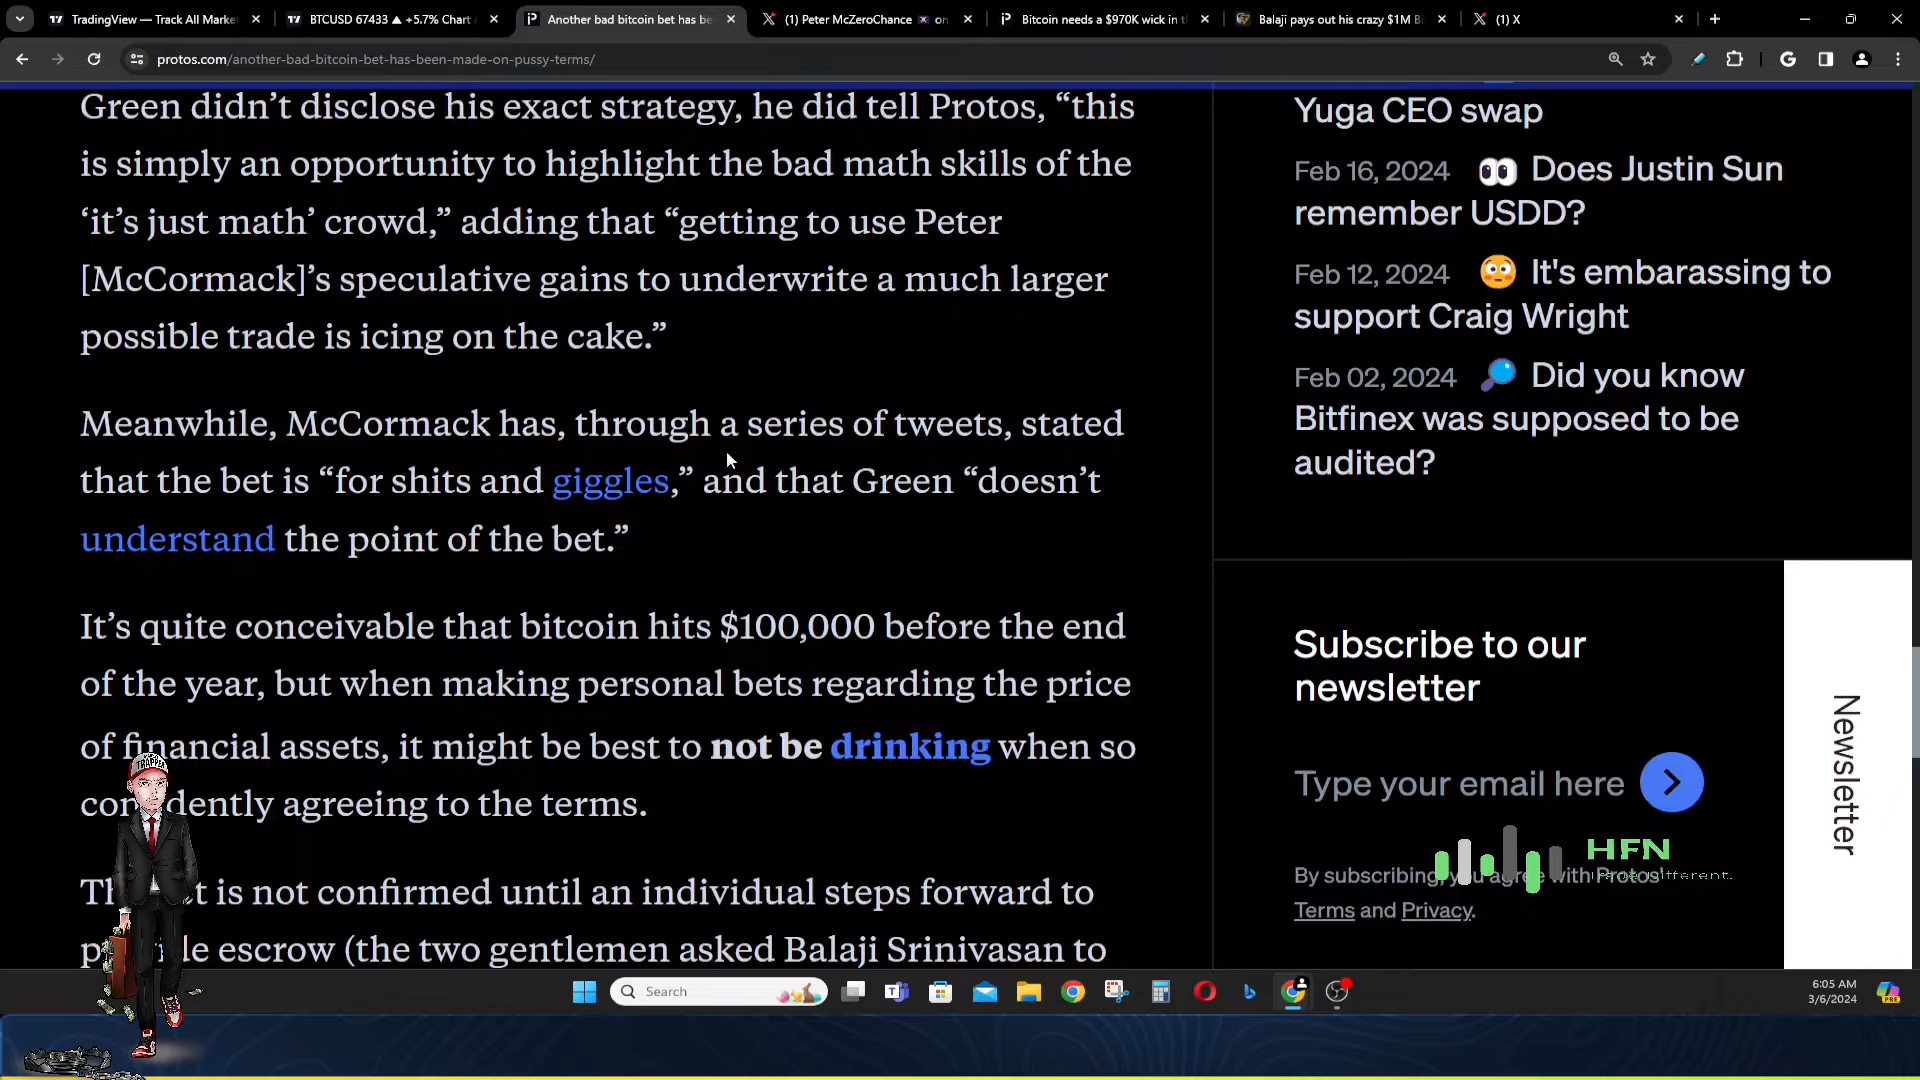 TradingView — Track All Marke
BTCUSD 67433 ▲ +5.7% Chart
Another bad bitcoin bet has be
(1) Peter McZeroChance on
Bitcoin needs a $970K wick in t
Balaji pays out his crazy $1M Bi
(1) X
protos.com/another-bad-bitcoin-bet-has-been-made-on-pussy-terms/
Green didn’t disclose his exact strategy, he did tell Protos, “this
is simply an opportunity to highlight the bad math skills of the
‘it’s just math’ crowd,” adding that “getting to use Peter
[McCormack]’s speculative gains to underwrite a much larger
possible trade is icing on the cake.”
Meanwhile, McCormack has, through a series of tweets, stated
that the bet is “for shits and giggles,” and that Green “doesn’t
understand the point of the bet.”
It’s quite conceivable that bitcoin hits $100,000 before the end
of the year, but when making personal bets regarding the price
of financial assets, it might be best to not be drinking when so
confidently agreeing to the terms.
is not confirmed until an individual steps forward to
escrow (the two gentlemen asked Balaji Srinivasan to
Yuga CEO swap
Feb 16, 2024 👀 Does Justin Sun
remember USDD?
Feb 12, 2024 😳 It's embarassing to
support Craig Wright
Feb 02, 2024 🔎 Did you know
Bitfinex was supposed to be
audited?
Subscribe to our
newsletter
Type your email here
By subscribing, you agree with Protos'
Terms and Privacy.
Newsletter
HFN
TRAPPER
Search
6:05 AM
3/6/2024